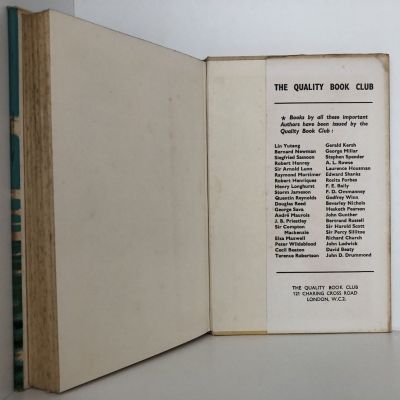 THE QUALITY BOOK CLUB
★ Books by all these important
Authors have been issued by the
Quality Book Club :
Lin Yutang
Bernard Newman
Siegfried Sassoon
Robert Henrey
Sir Arnold Lunn
Raymond Mortimer
Robert Henriques
Henry Longhurst
Storm Jameson
Quentin Reynolds
Douglas Reed
George Sava
André Maurois
J. B. Priestley
Sir Compton
Mackenzie
Elsa Maxwell
Peter Wildeblood
Cecil Beaton
Terence Robertson
Gerald Kersh
George Millar
Stephen Spender
A. L. Rowse
Laurence Housman
Edward Shanks
Rosita Forbes
F. E. Baily
F. D. Ommanney
Godfrey Winn
Beverley Nichols
Hesketh Pearson
John Gunther
Bertrand Russell
Sir Harold Scott
Sir Percy Sillitoe
Richard Church
John Lodwick
David Beaty
John D. Drummond
THE QUALITY BOOK CLUB
121 CHARING CROSS ROAD
LONDON, W.C.2.